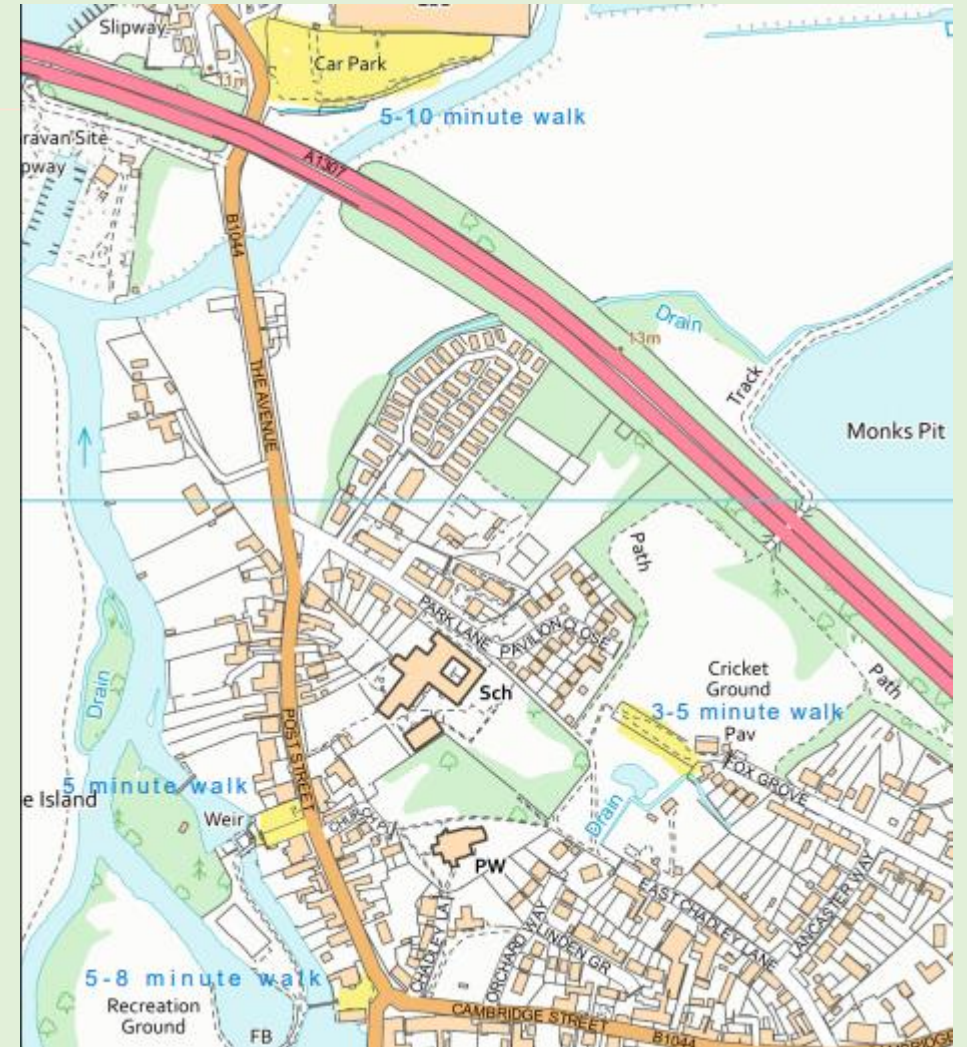 Slipway
Car Park
13m
5-10 minute walk
ravan Site
pway
A1307
B1044
Drain
13m
Track
THE AVENUE
Monks Pit
Path
PARK LANE
PAVILION CLOSE
Sch
Cricket
Ground
3-5 minute walk
Pav
Path
Drain
POST STREET
FOX GROVE
5 minute walk
e Island
Weir
CHURCH PL
Drain
PW
EAST CHADLEY LANE
LANCASTER WAY
CHADLEY LA
ORCHARD WAY
LINDEN GR
5-8 minute walk
Recreation
Ground
FB
CAMBRIDGE STREET
B1044